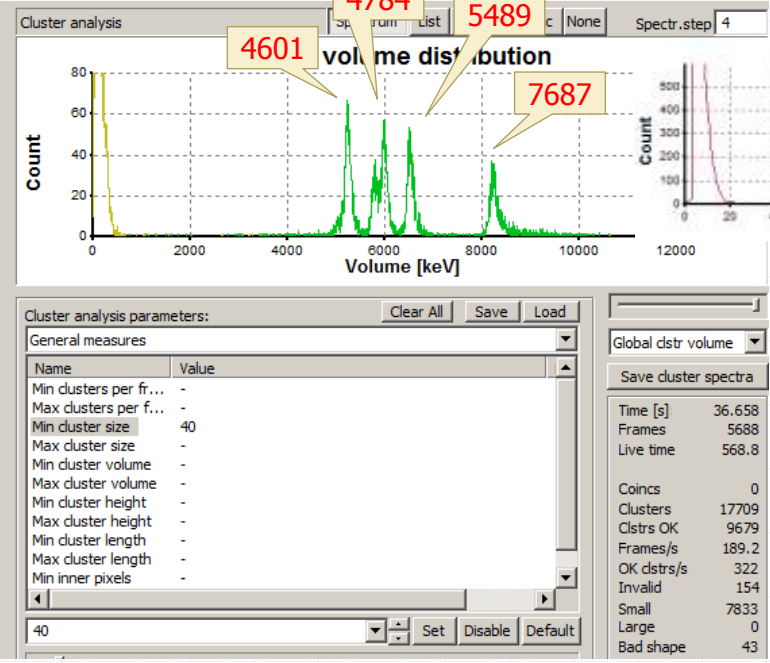 4784
5489
Cluster analysis
Spectrum
List
c
None
Spectr.step
4
4601
volume distribution
7687
80
60
40
20
0
Count
0
2000
4000
6000
8000
10000
12000
Volume [keV]
500
400
300
200
100
0
Count
0
20
Cluster analysis parameters:
Clear All
Save
Load
General measures
Name Value
Min clusters per fr... -
Max clusters per f... -
Min cluster size 40
Max cluster size -
Min cluster volume -
Max cluster volume -
Min cluster height -
Max cluster height -
Min cluster length -
Max cluster length -
Min inner pixels -
40
Set
Disable
Default
Global clstr volume
Save cluster spectra
Time [s] 36.658
Frames 5688
Live time 568.8
Coincs 0
Clusters 17709
Clstrs OK 9679
Frames/s 189.2
OK clstrs/s 322
Invalid 154
Small 7833
Large 0
Bad shape 43